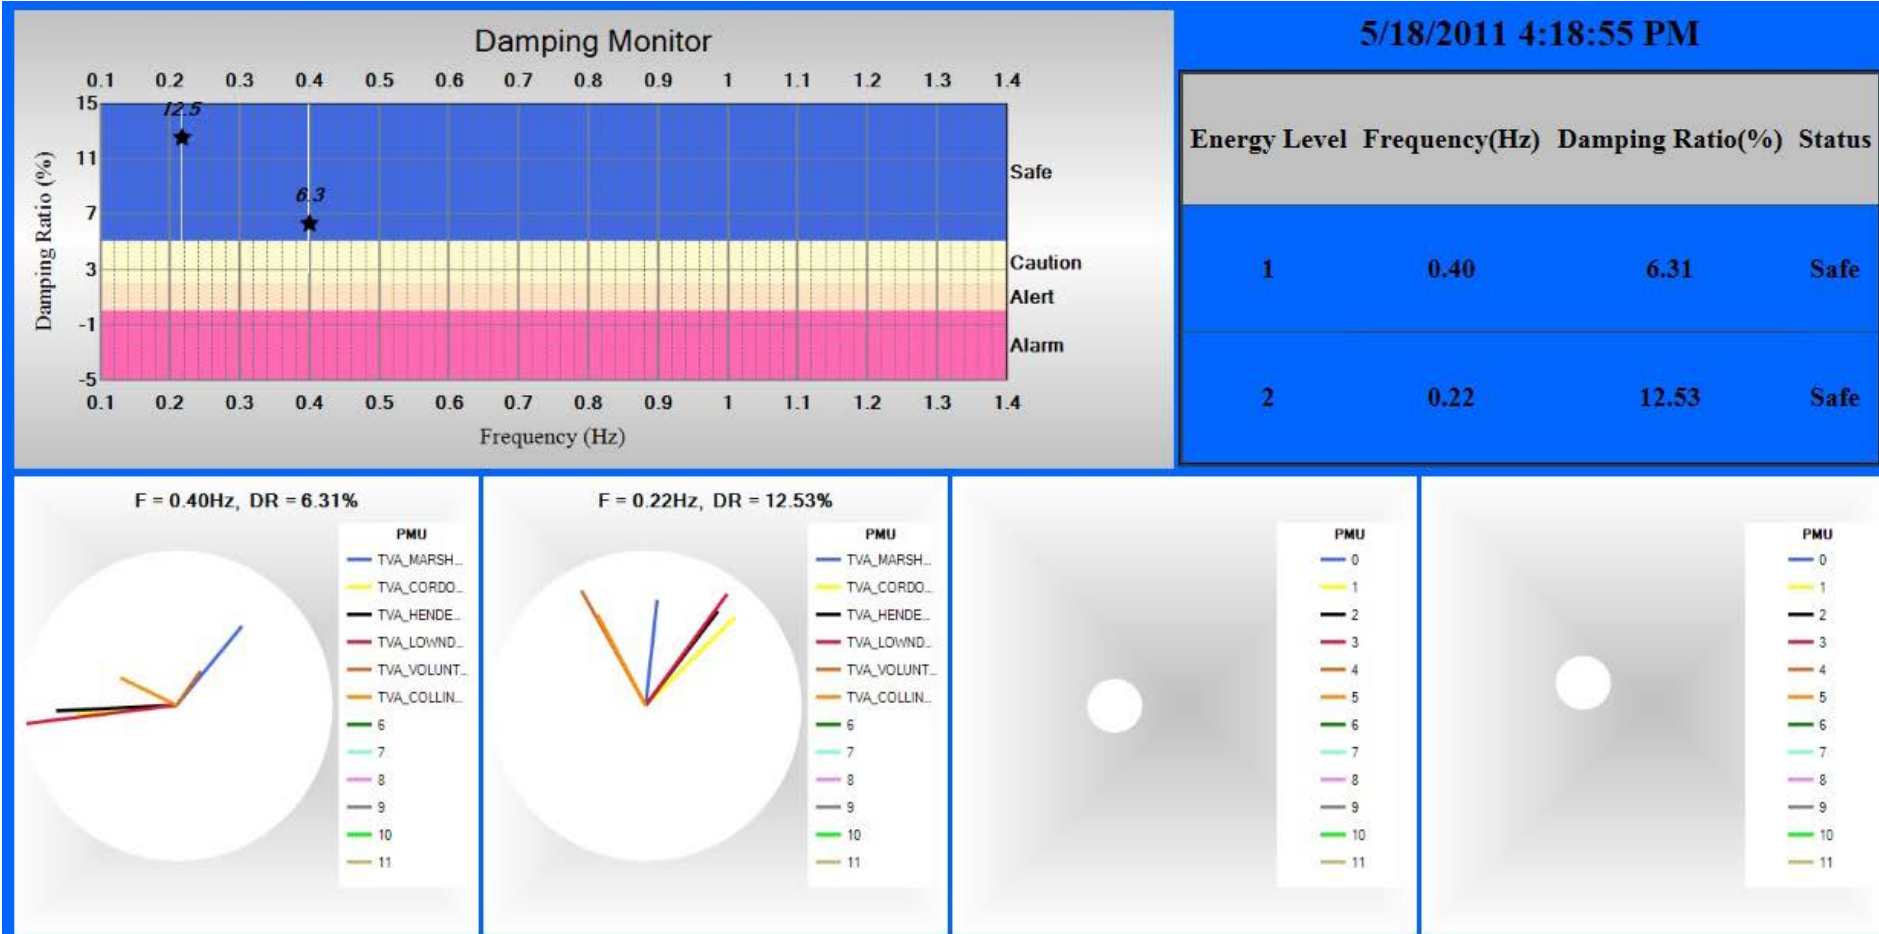 Damping Monitor
0.1 0.2 0.3 0.4 0.5 0.6 0.7 0.8 0.9 1 1.1 1.2 1.3 1.4
15
12.5
11
Safe
6.3
7
Caution
3
Alert
-1
Alarm
-5
Damping Ratio (%)
0.1 0.2 0.3 0.4 0.5 0.6 0.7 0.8 0.9 1 1.1 1.2 1.3 1.4
Frequency (Hz)
5/18/2011 4:18:55 PM
Energy Level Frequency(Hz) Damping Ratio(%) Status
1 0.40 6.31 Safe
2 0.22 12.53 Safe
F = 0.40Hz, DR = 6.31%
PMU
TVA_MARSH...
TVA_CORDO...
TVA_HENDE...
TVA_LOWND...
TVA_VOLUNT...
TVA_COLLIN...
6
7
8
9
10
11
F = 0.22Hz, DR = 12.53%
PMU
TVA_MARSH...
TVA_CORDO...
TVA_HENDE...
TVA_LOWND...
TVA_VOLUNT...
TVA_COLLIN...
6
7
8
9
10
11
PMU
0
1
2
3
4
5
6
7
8
9
10
11
PMU
0
1
2
3
4
5
6
7
8
9
10
11